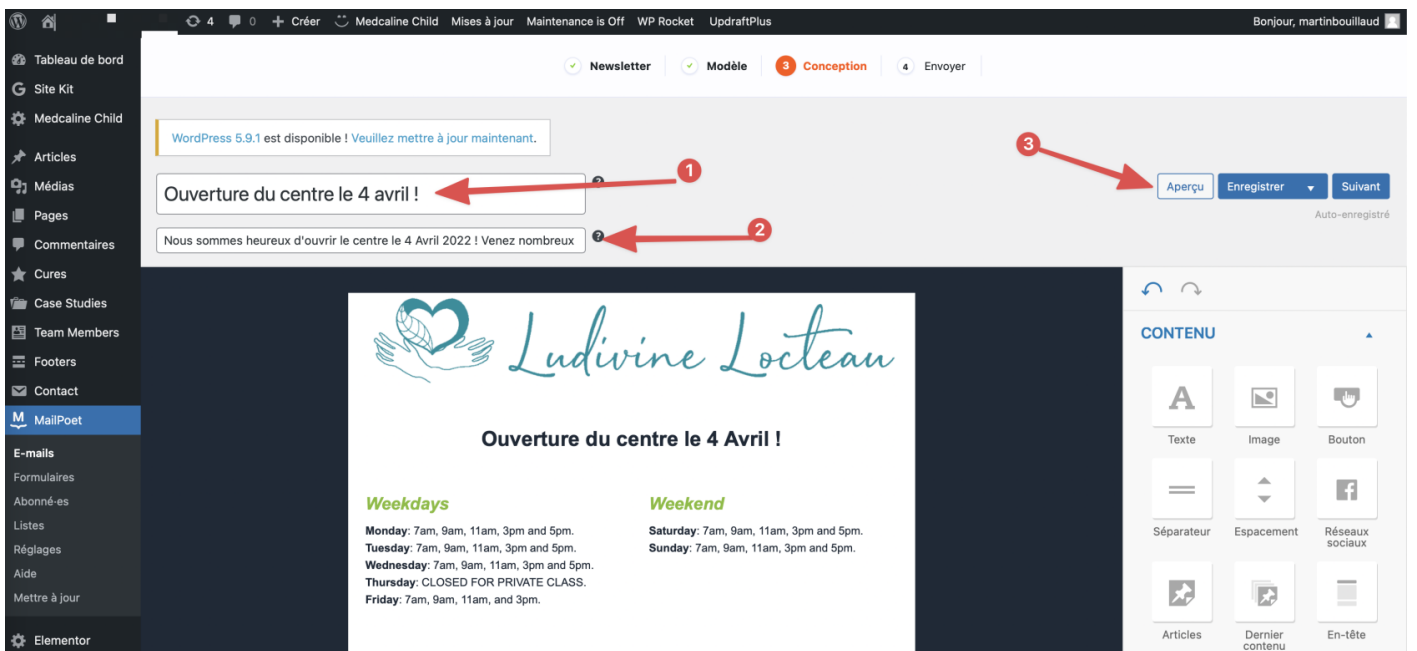 4 0 Créer Medcaline Child Mises à jour Maintenance is Off WP Rocket UpdraftPlus Bonjour, martinbouillaud
Tableau de bord
Site Kit
Medcaline Child
Articles
Médias
Pages
Commentaires
Cures
Case Studies
Team Members
Footers
Contact
MailPoet
E-mails
Formulaires
Abonné·es
Listes
Réglages
Aide
Mettre à jour
Elementor
Newsletter Modèle 3 Conception 4 Envoyer
WordPress 5.9.1 est disponible ! Veuillez mettre à jour maintenant.
Ouverture du centre le 4 avril ! ? 1
Nous sommes heureux d'ouvrir le centre le 4 Avril 2022 ! Venez nombreux ? 2
3
Aperçu Enregistrer Suivant
Auto-enregistré
Ludivine Locteau
Ouverture du centre le 4 Avril !
Weekdays
Monday: 7am, 9am, 11am, 3pm and 5pm.
Tuesday: 7am, 9am, 11am, 3pm and 5pm.
Wednesday: 7am, 9am, 11am, 3pm and 5pm.
Thursday: CLOSED FOR PRIVATE CLASS.
Friday: 7am, 9am, 11am, and 3pm.
Weekend
Saturday: 7am, 9am, 11am, 3pm and 5pm.
Sunday: 7am, 9am, 11am, 3pm and 5pm.
CONTENU
Texte Image Bouton
Séparateur Espacement Réseaux
sociaux
Articles Dernier En-tête
contenu